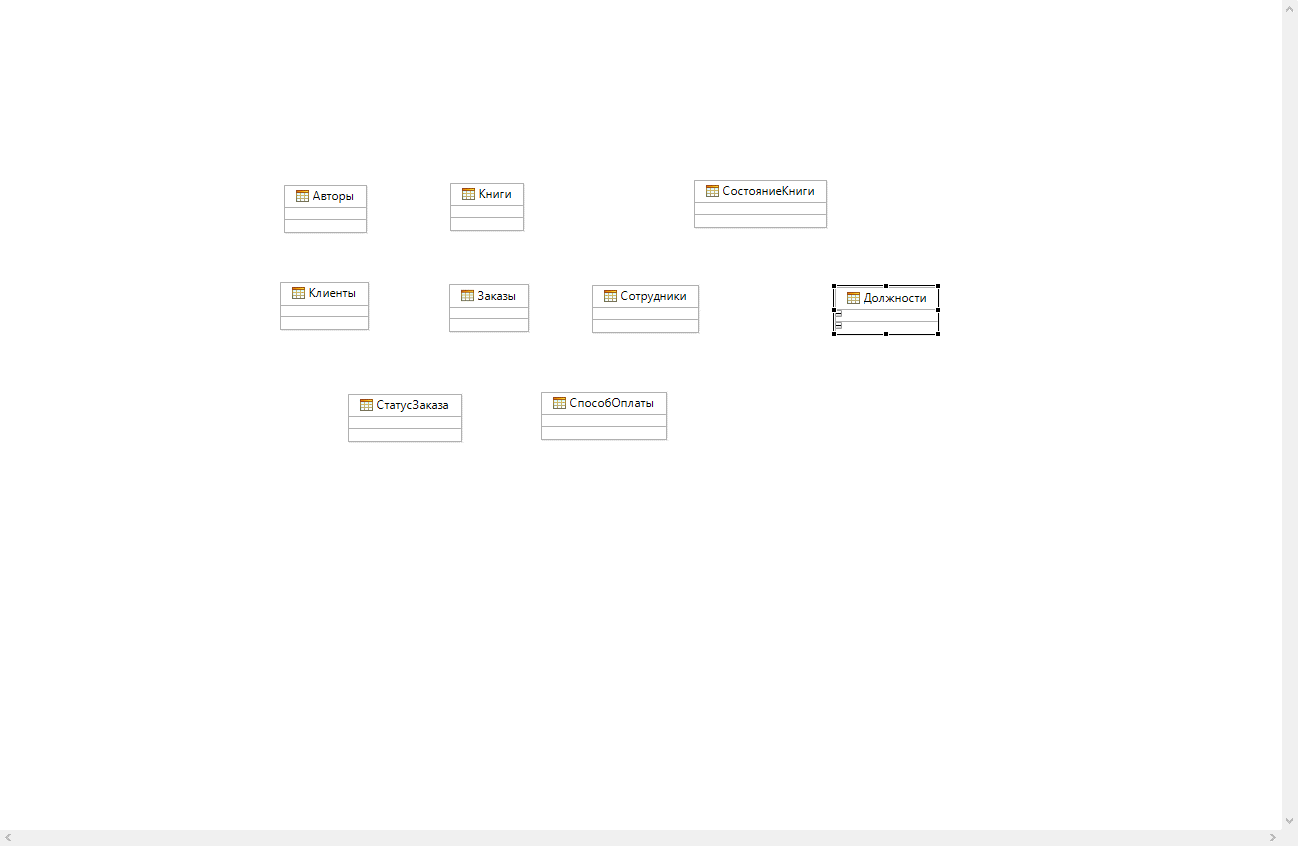 Авторы
Книги
СостояниеКниги
Клиенты
Заказы
Сотрудники
Должности
СтатусЗаказа
СпособОплаты